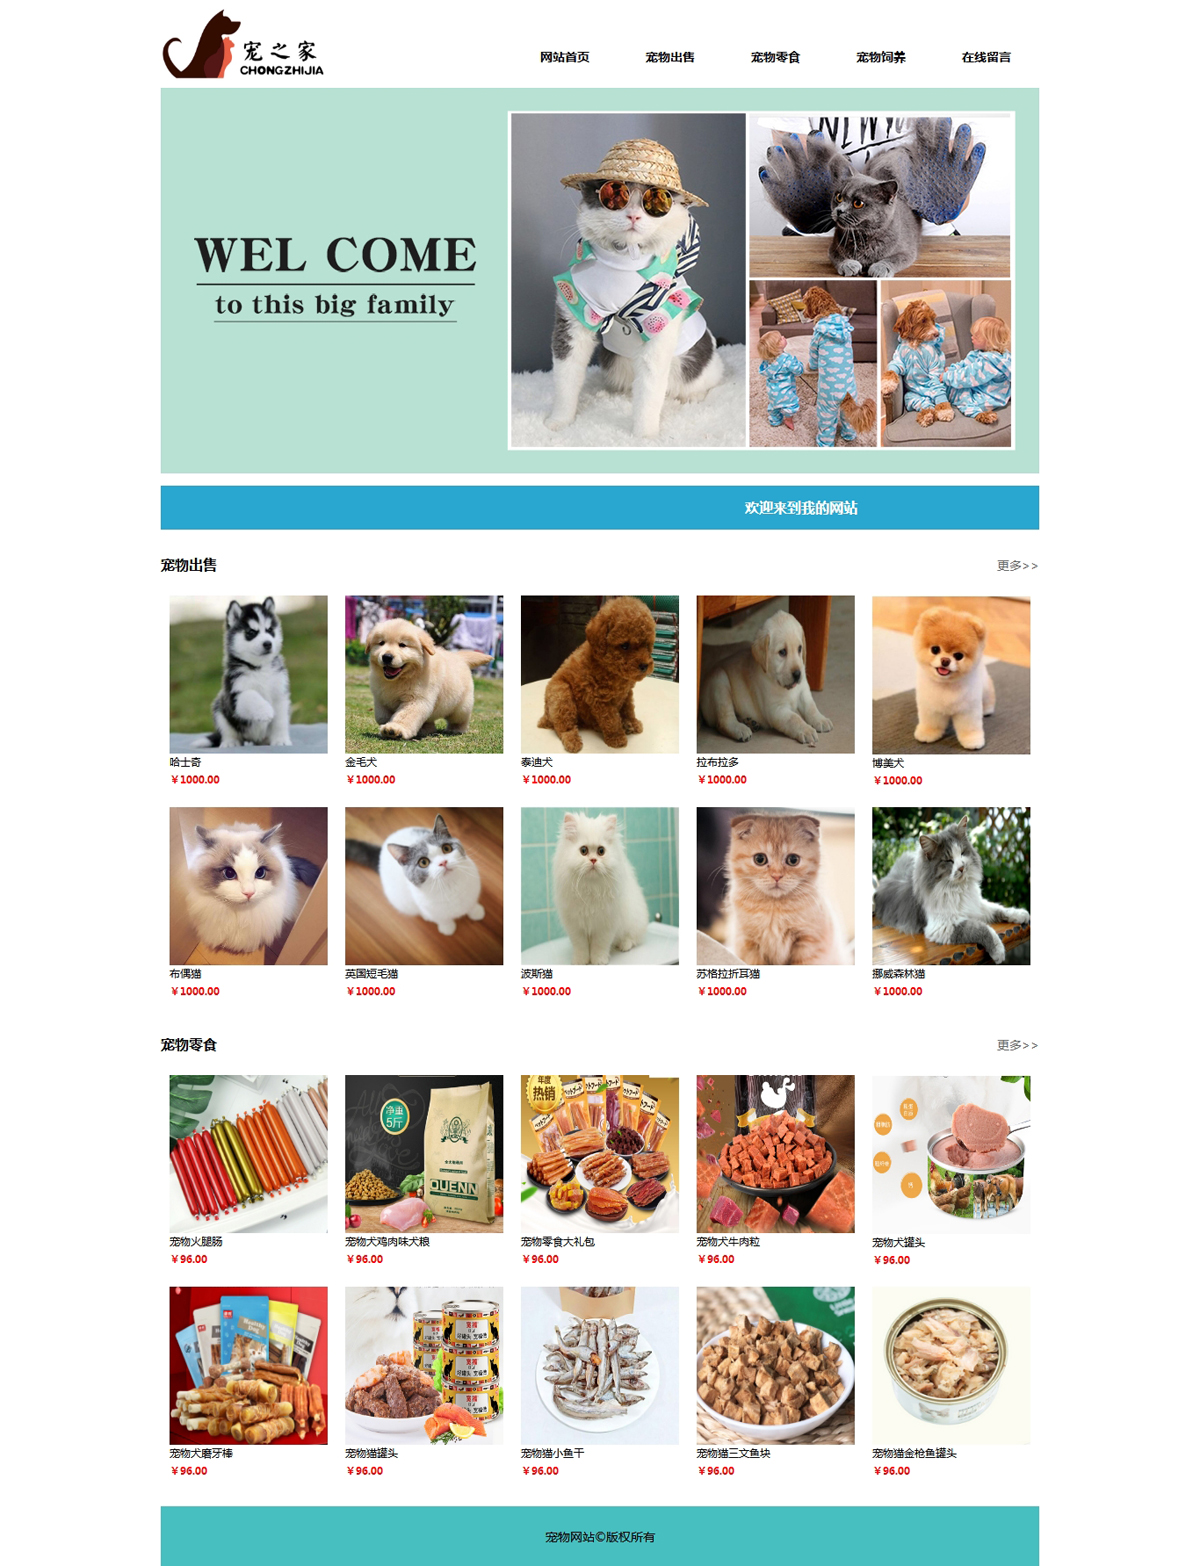 宠之家
CHONGZHIJIA
网站首页 宠物出售 宠物零食 宠物饲养 在线留言
WEL COME
to this big family
欢迎来到我的网站
宠物出售 更多>>
哈士奇 金毛犬 泰迪犬 拉布拉多 博美犬
￥1000.00 ￥1000.00 ￥1000.00 ￥1000.00 ￥1000.00
布偶猫 英国短毛猫 波斯猫 苏格拉折耳猫 挪威森林猫
￥1000.00 ￥1000.00 ￥1000.00 ￥1000.00 ￥1000.00
宠物零食 更多>>
年度
热销
净重
5斤
OUENN
宠物火腿肠 宠物犬鸡肉味犬粮 宠物零食大礼包 宠物犬牛肉粒 宠物犬罐头
￥96.00 ￥96.00 ￥96.00 ￥96.00 ￥96.00
宠物犬磨牙棒 宠物猫罐头 宠物猫小鱼干 宠物猫三文鱼块 宠物猫金枪鱼罐头
￥96.00 ￥96.00 ￥96.00 ￥96.00 ￥96.00
宠物网站©版权所有